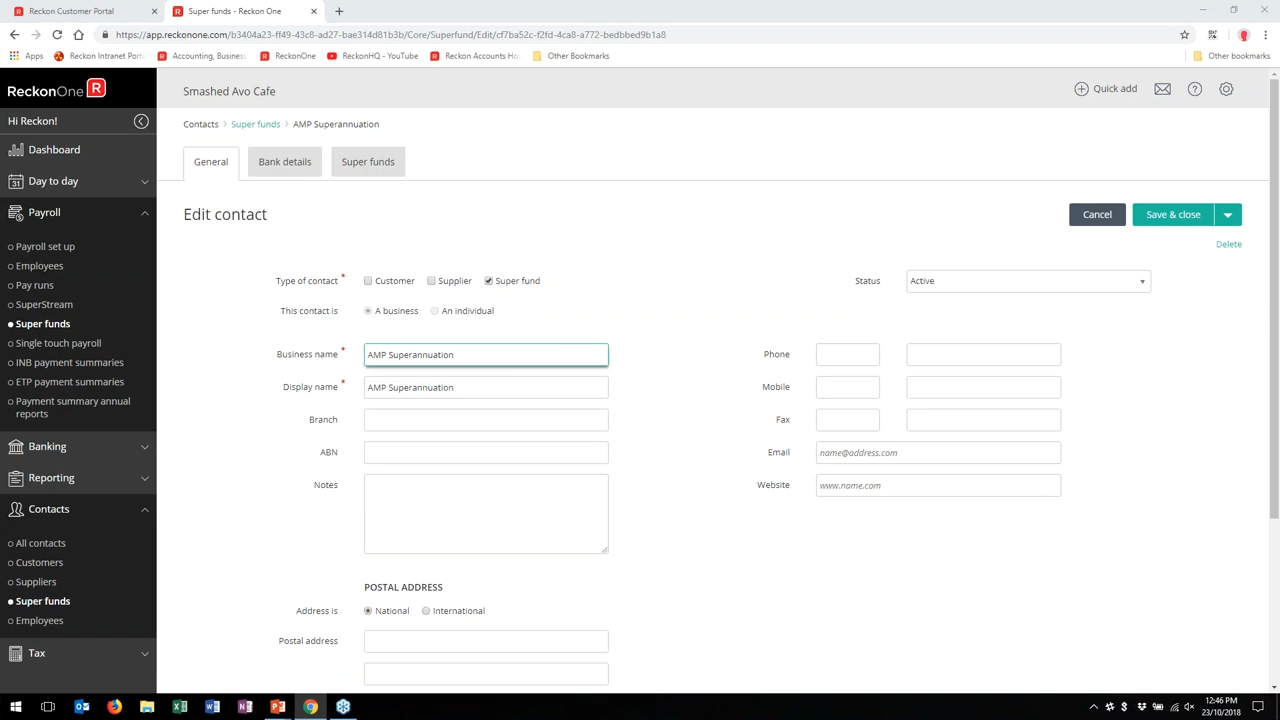 Reckon Customer Portal
Super funds - Reckon One
https://app.reckonone.com/b3404a23-ff49-43c8-ad27-bae314d81b3b/Core/Superfund/Edit/cf7ba52c-f2fd-4ca8-a772-bedbbed9b1a8
Apps
Reckon Intranet Port
Accounting, Business
ReckonOne
ReckonHQ - YouTube
Reckon Accounts Ho
Other Bookmarks
Other bookmarks
ReckonOne R
Smashed Avo Cafe
Quick add
Hi Reckon!
Contacts > Super funds > AMP Superannuation
Dashboard
General
Bank details
Super funds
31 Day to day
Payroll
Edit contact
Cancel
Save & close
Delete
Payroll set up
Employees
Pay runs
SuperStream
Super funds
Single touch payroll
INB payment summaries
ETP payment summaries
Payment summary annual
reports
Banking
Reporting
Contacts
All contacts
Customers
Suppliers
Super funds
Employees
Tax
Type of contact * Customer Supplier Super fund
This contact is A business An individual
Business name * AMP Superannuation
Display name * AMP Superannuation
Branch
ABN
Notes
POSTAL ADDRESS
Address is National International
Postal address
Status Active
Phone
Mobile
Fax
Email name@address.com
Website www.name.com
12:46 PM
23/10/2018